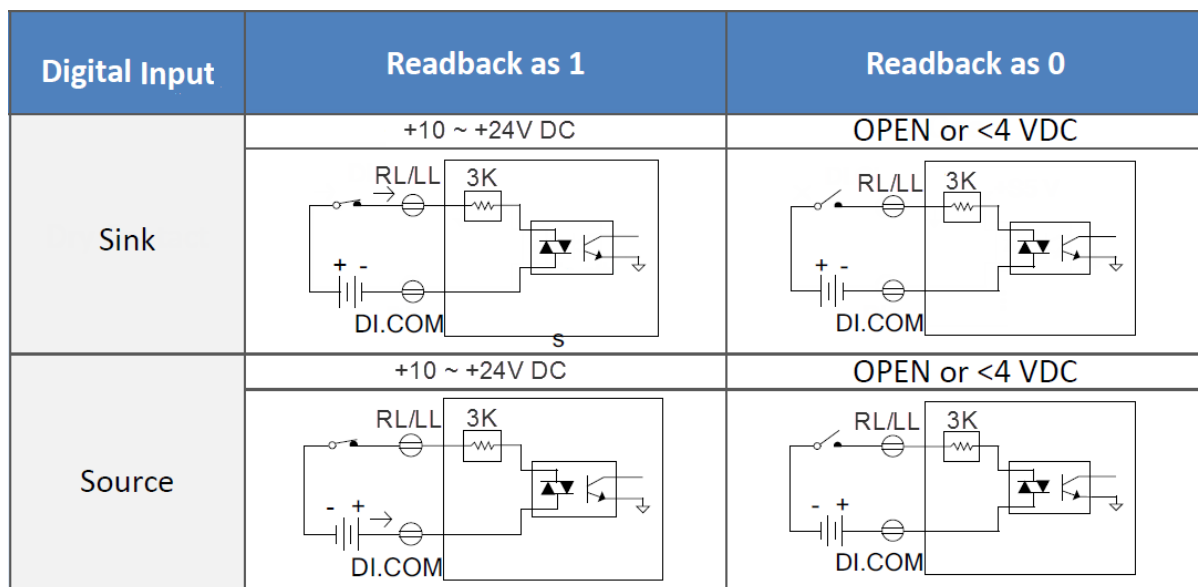 Digital Input
Readback as 1
Readback as 0
Sink
+10 ~ +24V DC
OPEN or <4 VDC
RL/LL 3K
+ -
DI.COM
s
RL/LL 3K
+ -
DI.COM
Source
+10 ~ +24V DC
OPEN or <4 VDC
RL/LL 3K
- +
DI.COM
RL/LL 3K
- +
DI.COM